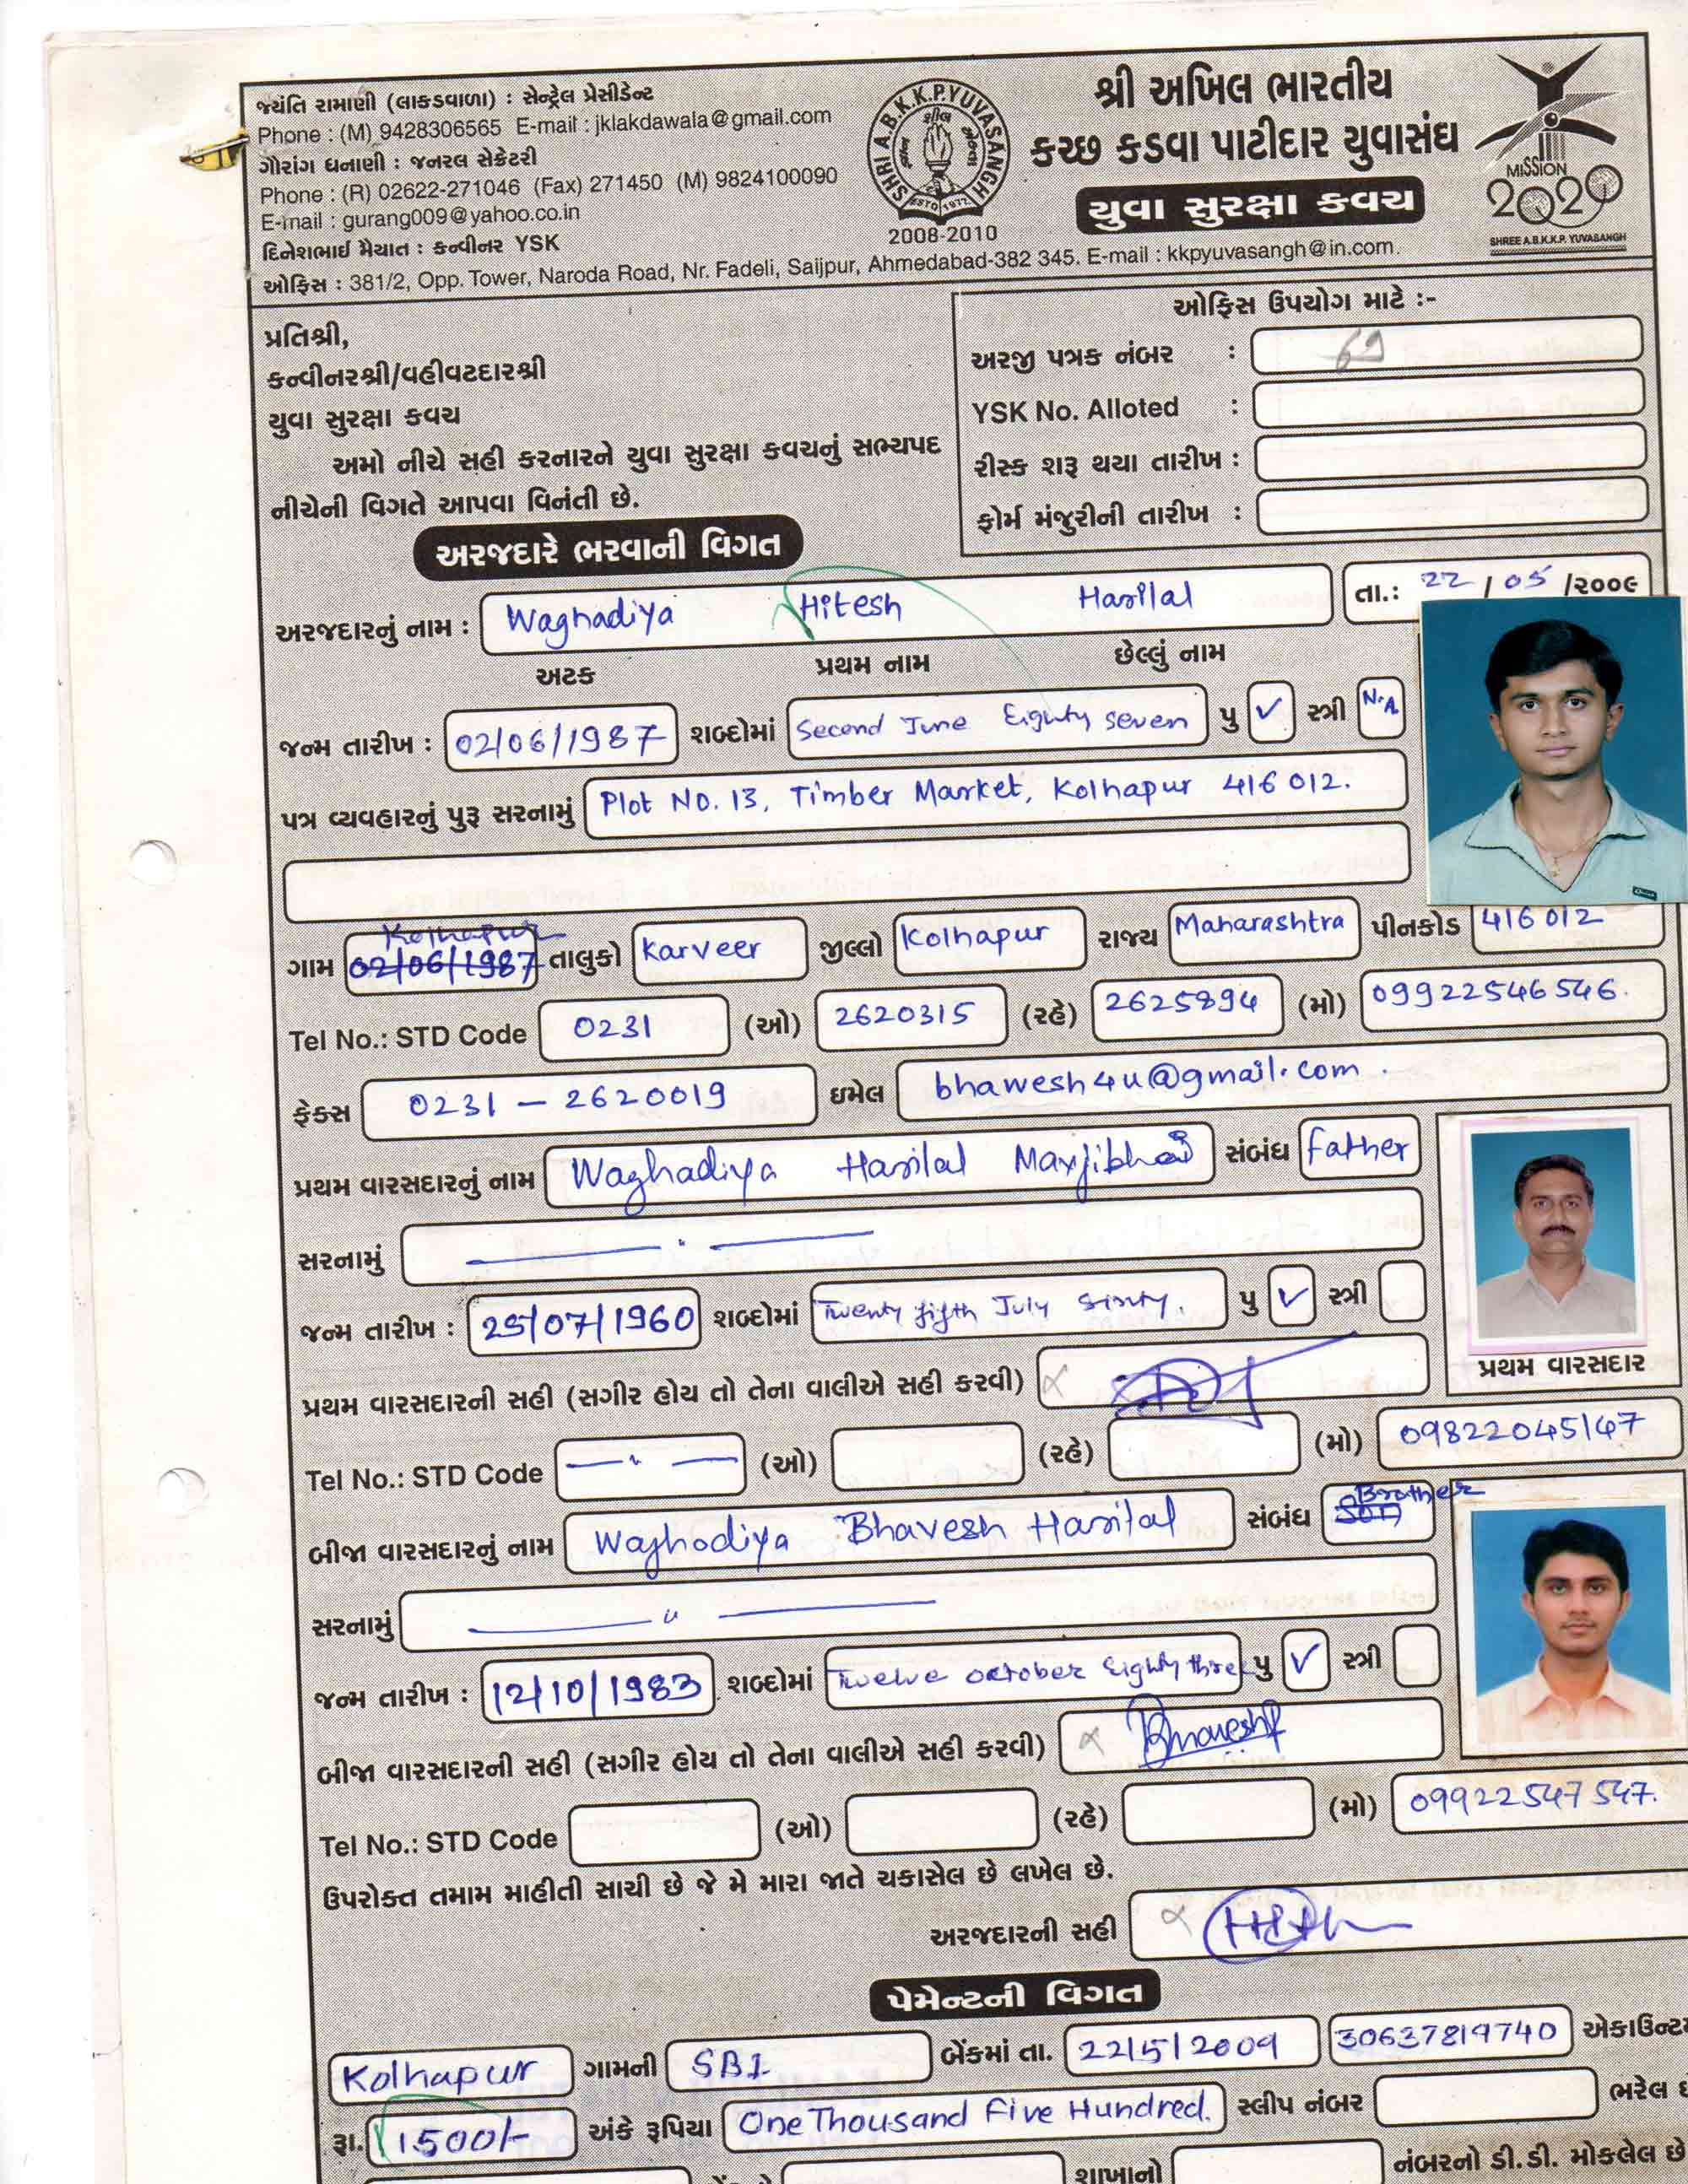 જ્યંતિ રામાણી (લાકડવાળા) : સેન્ટ્રેલ પ્રેસીડેન્ટ
Phone : (M) 9428306565 E-mail : jklakdawala@gmail.com
ગૌરાંગ ધનાણી : જનરલ સેક્રેટરી
Phone : (R) 02622-271046 (Fax) 271450 (M) 9824100090
E-mail : gurang009@yahoo.co.in
દિનેશભાઈ મૈયાત : કન્વીનર YSK
ઓફિસ : 381/2, Opp. Tower, Naroda Road, Nr. Fadeli, Saijpur, Ahmedabad-382 345. E-mail : kkpyuvasangh@in.com.
SHRI A.B.K.K.P. YUVASANGH
ESTD 1977
2008-2010
શ્રી અખિલ ભારતીય
કચ્છ કડવા પાટીદાર યુવાસંઘ
યુવા સુરક્ષા કવચ
MISSION
2020
SHREE A.B.K.K.P. YUVASANGH
પ્રતિશ્રી,
કન્વીનરશ્રી/વહીવટદારશ્રી
યુવા સુરક્ષા કવચ
અમો નીચે સહી કરનારને યુવા સુરક્ષા કવચનું સભ્યપદ
નીચેની વિગતે આપવા વિનંતી છે.
ઓફિસ ઉપયોગ માટે :-
અરજી પત્રક નંબર :
YSK No. Alloted :
રીસ્ક શરૂ થયા તારીખ :
ફોર્મ મંજુરીની તારીખ :
અરજદારે ભરવાની વિગત
અરજદારનું નામ : Waghadiya Hitesh Harilal તા.: 22 / 05 /૨૦૦૯
અટક પ્રથમ નામ છેલ્લું નામ
જન્મ તારીખ : 02/06/1987 શબ્દોમાં Second June Eighty seven પુ ✓ સ્ત્રી N.A.
પત્ર વ્યવહારનું પુરૂ સરનામું Plot No. 13, Timber Market, Kolhapur 416 012.
ગામ Kolhapur 02/06/1987 તાલુકો Karveer જીલ્લો Kolhapur રાજ્ય Maharashtra પીનકોડ 416 012
Tel No.: STD Code 0231 (ઓ) 2620315 (રહે) 2625894 (મો) 09922546546.
ફેક્સ 0231 - 2620019 ઇમેલ bhawesh4u@gmail.com.
પ્રથમ વારસદારનું નામ Waghadiya Harilal Mavjibhai સંબંધ Father
સરનામું — " —
જન્મ તારીખ : 25/07/1960 શબ્દોમાં Twenty fifth July sixty. પુ ✓ સ્ત્રી
પ્રથમ વારસદાર
પ્રથમ વારસદારની સહી (સગીર હોય તો તેના વાલીએ સહી કરવી)
Tel No.: STD Code — " — (ઓ) (રહે) (મો) 09822045147
બીજા વારસદારનું નામ Waghodiya Bhavesh Harilal સંબંધ Son Brother
સરનામું — " —
જન્મ તારીખ : 12/10/1983 શબ્દોમાં Twelve october Eighty three પુ ✓ સ્ત્રી
બીજા વારસદારની સહી (સગીર હોય તો તેના વાલીએ સહી કરવી) Bhavesh
Tel No.: STD Code (ઓ) (રહે) (મો) 09922547547.
ઉપરોક્ત તમામ માહીતી સાચી છે જે મે મારા જાતે ચકાસેલ છે લખેલ છે.
અરજદારની સહી
પેમેન્ટની વિગત
Kolhapur ગામની SBI બેંકમાં તા. 22/5/2009 30637819740 એકાઉન્ટ
રૂા. 1500/- અંકે રૂપિયા One Thousand Five Hundred. સ્લીપ નંબર ભરેલ
શાખાનો નંબરનો ડી.ડી. મોકલેલ છે